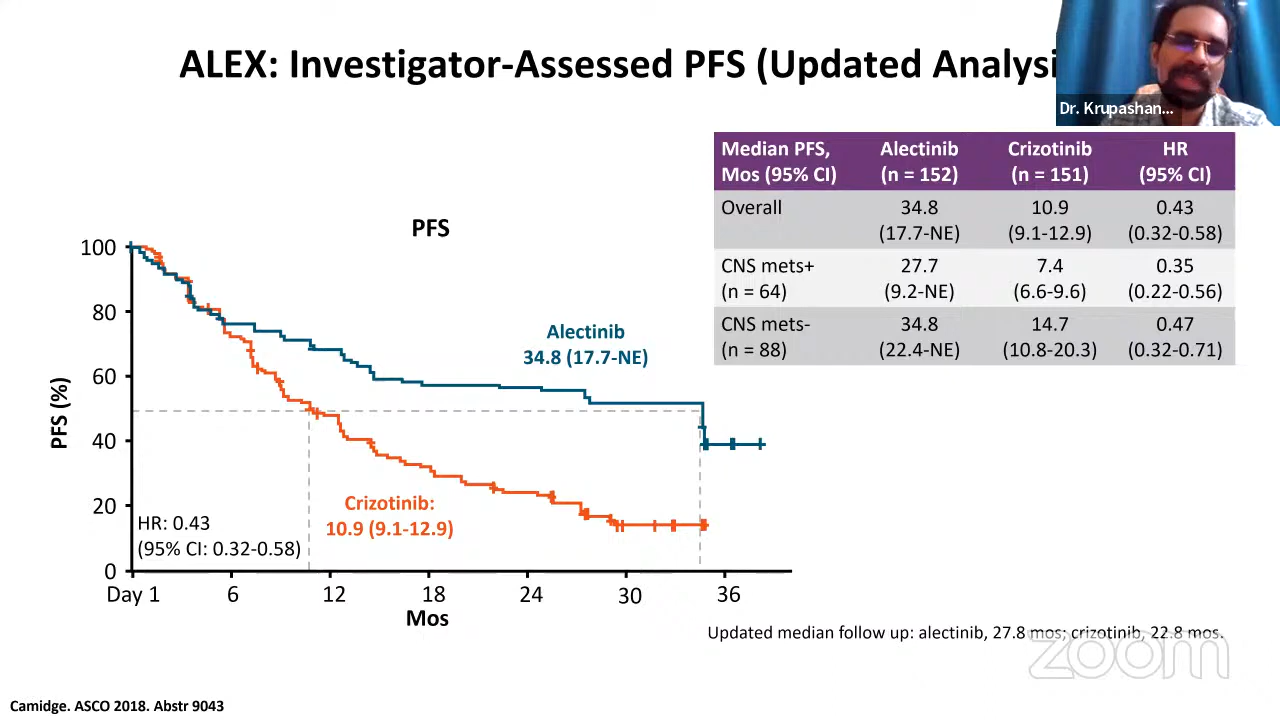 ALEX: Investigator-Assessed PFS (Updated Analysi
Dr. Krupashan...
Median PFS, Mos (95% CI) Alectinib (n = 152) Crizotinib (n = 151) HR (95% CI)
Overall 34.8 (17.7-NE) 10.9 (9.1-12.9) 0.43 (0.32-0.58)
CNS mets+ (n = 64) 27.7 (9.2-NE) 7.4 (6.6-9.6) 0.35 (0.22-0.56)
CNS mets- (n = 88) 34.8 (22.4-NE) 14.7 (10.8-20.3) 0.47 (0.32-0.71)
PFS
PFS (%)
100
80
60
40
20
0
Alectinib
34.8 (17.7-NE)
Crizotinib:
10.9 (9.1-12.9)
HR: 0.43
(95% CI: 0.32-0.58)
Day 1 6 12 18 24 30 36
Mos
Updated median follow up: alectinib, 27.8 mos; crizotinib, 22.8 mos.
zoom
Camidge. ASCO 2018. Abstr 9043